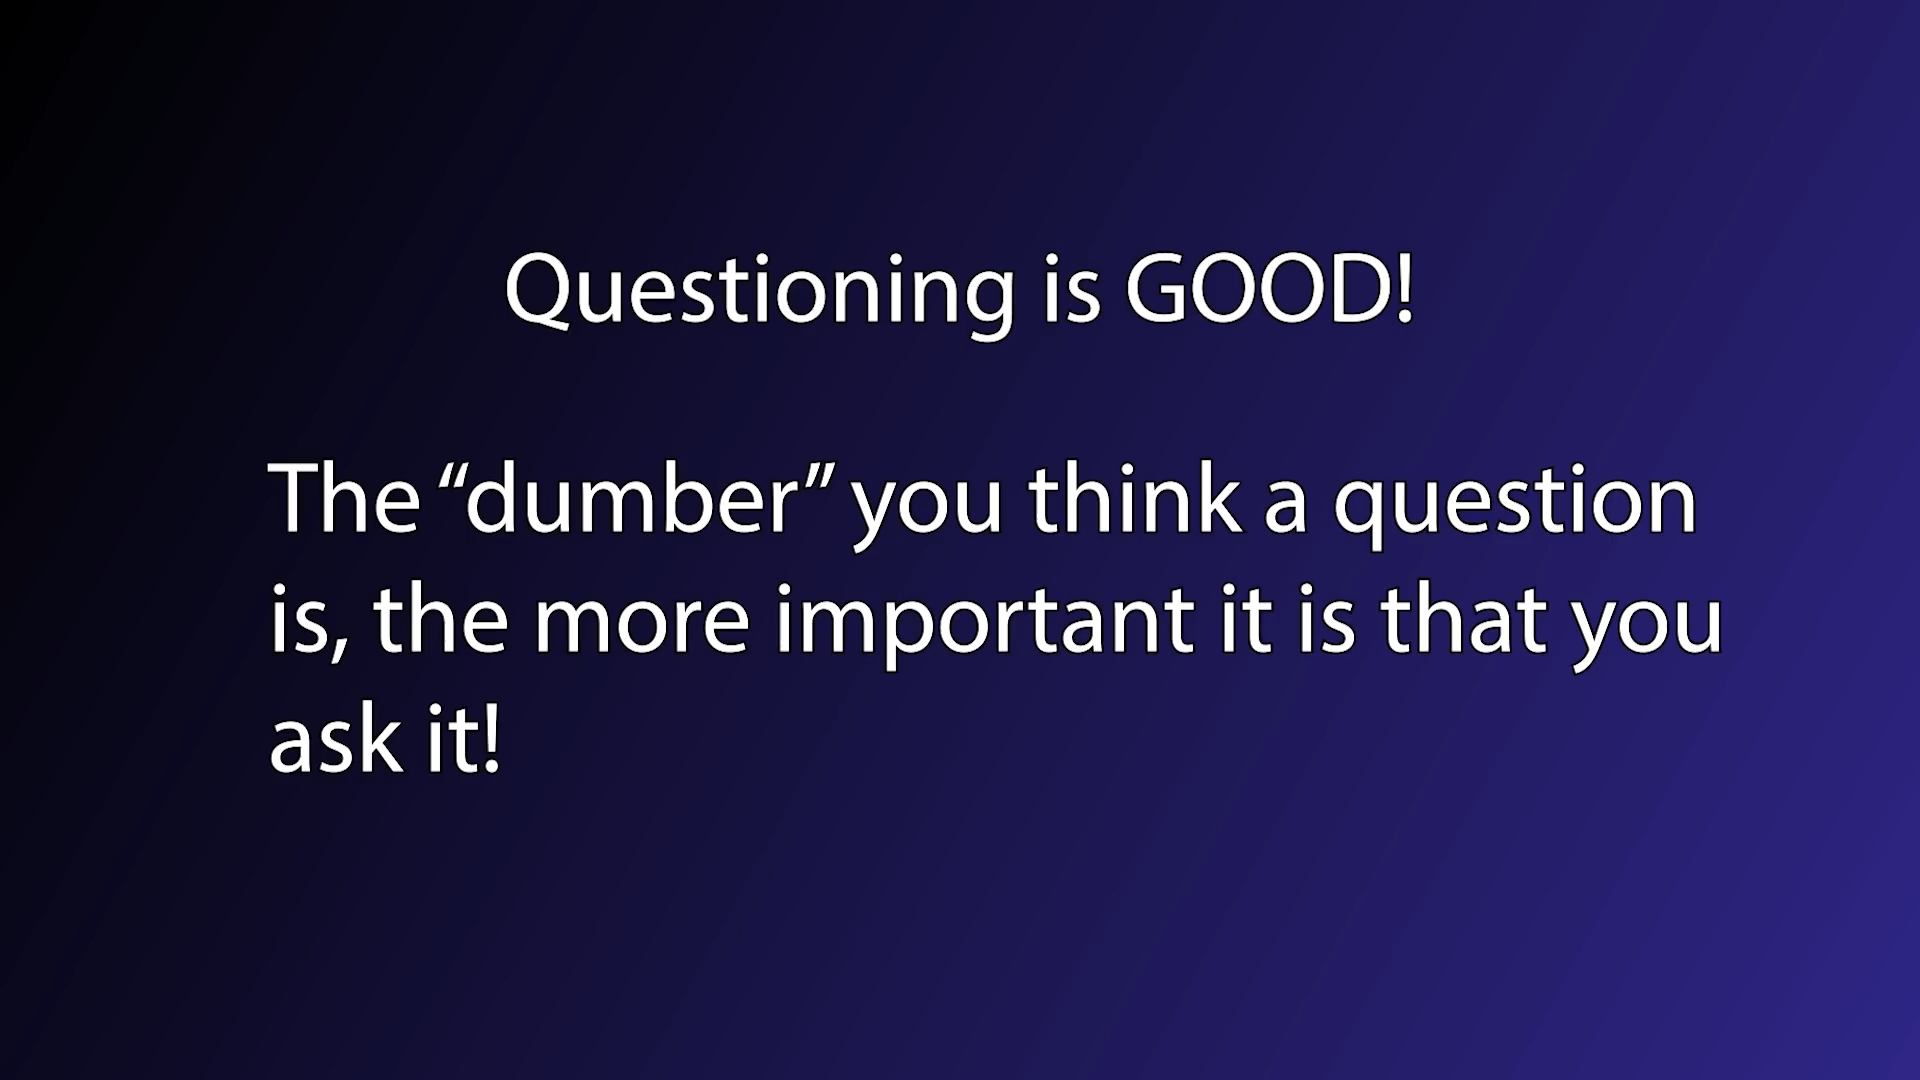 Questioning is GOOD!
The “dumber” you think a question
is, the more important it is that you
ask it!